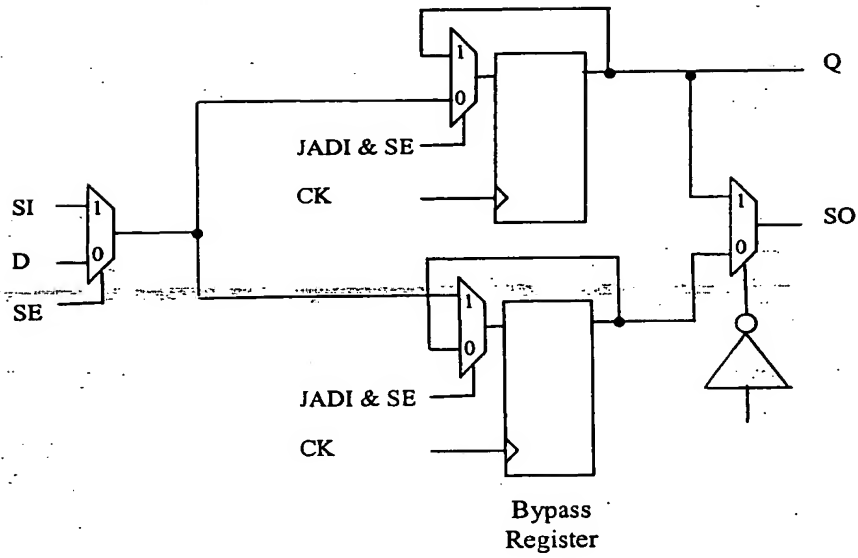 1
Q
0
JADI & SE
CK
SI
1
1
SO
D
0
0
SE
1
0
JADI & SE
CK
Bypass
Register